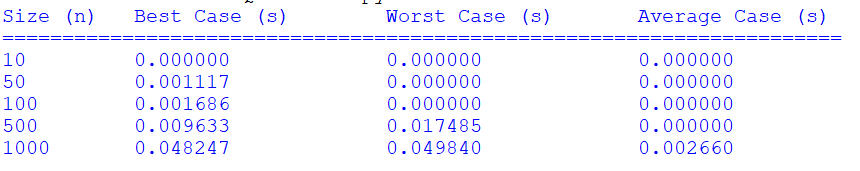 Size (n) Best Case (s) Worst Case (s) Average Case (s)
======================================================================
10 0.000000 0.000000 0.000000
50 0.001117 0.000000 0.000000
100 0.001686 0.000000 0.000000
500 0.009633 0.017485 0.000000
1000 0.048247 0.049840 0.002660